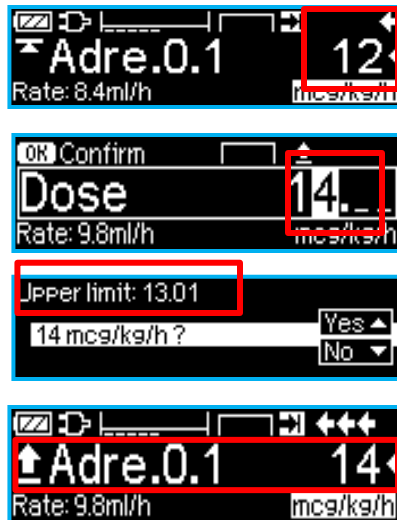 Adre.0.1 12
Rate: 8.4ml/h mcg/kg/h
OK Confirm
Dose 14._ _
Rate: 9.8ml/h mcg/kg/h
Upper limit: 13.01
14 mcg/kg/h ?
Yes
No
Adre.0.1 14
Rate: 9.8ml/h mcg/kg/h